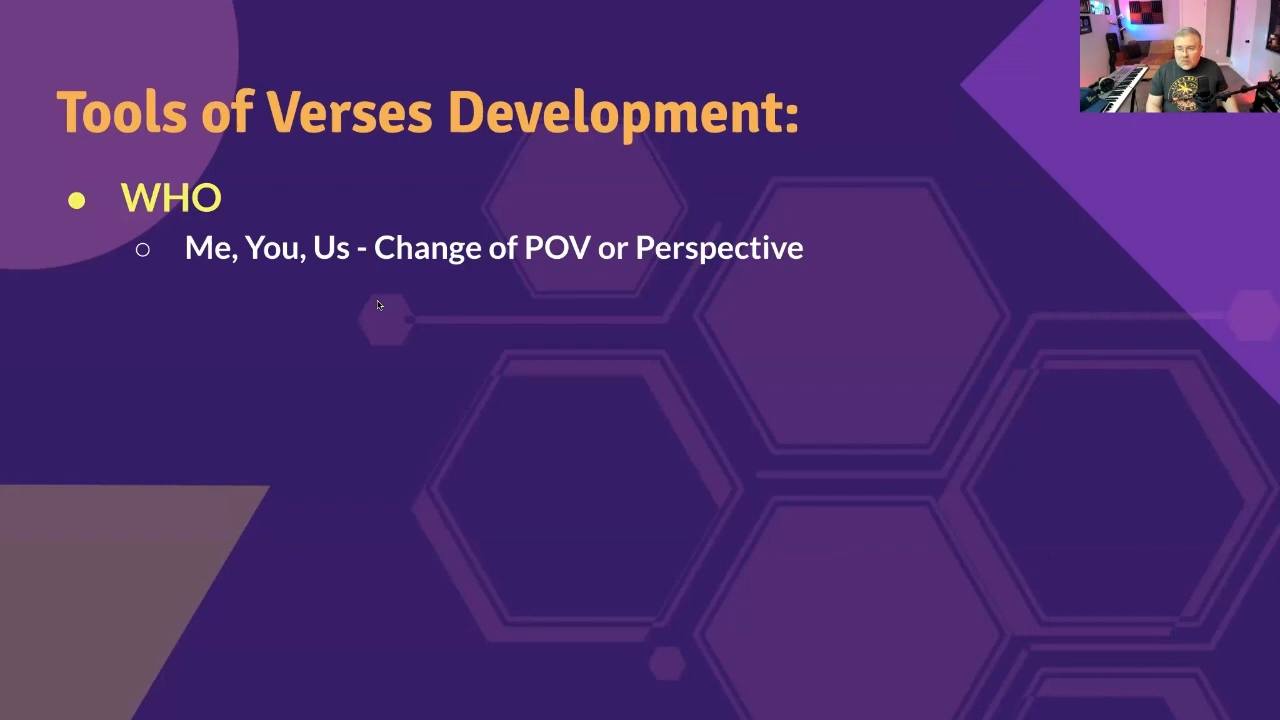 Tools of Verses Development:
● WHO
○ Me, You, Us - Change of POV or Perspective